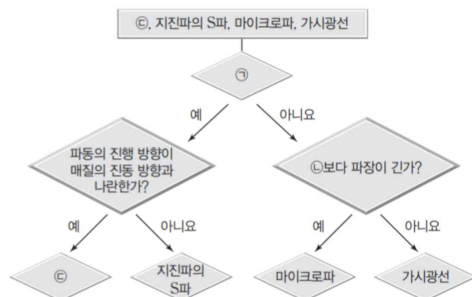 ㉢, 지진파의 S파, 마이크로파, 가시광선
㉠
예
아니요
파동의 진행 방향이
매질의 진동 방향과
나란한가?
㉡보다 파장이 긴가?
예
아니요
예
아니요
㉢
지진파의
S파
마이크로파
가시광선